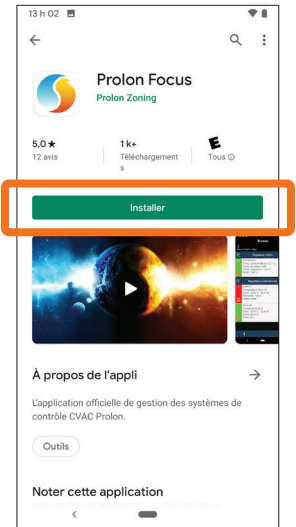 13 h 02
Prolon Focus
Prolon Zoning
5,0 ★
1 k+
E
12 avis
Téléchargement
s
Tous
Installer
À propos de l'appli
L'application officielle de gestion des systèmes de
contrôle CVAC Prolon.
Outils
Noter cette application